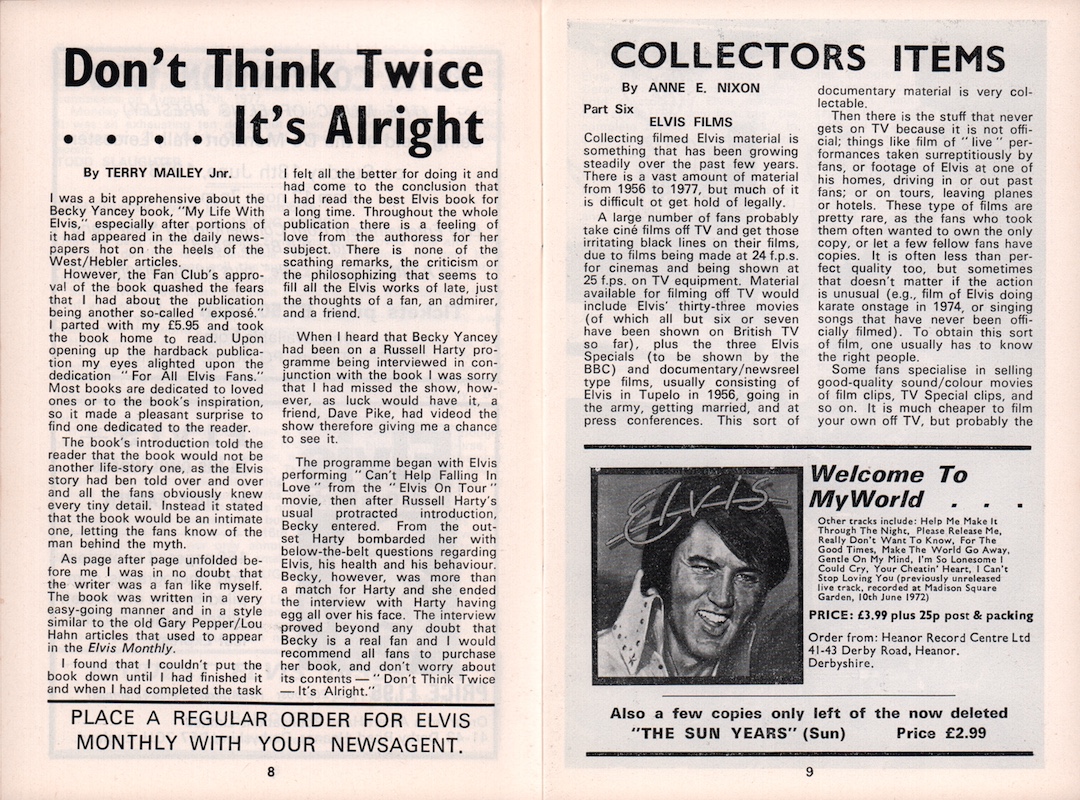 Don't Think Twice
. . . . . It's Alright
By TERRY MAILEY Jnr.
I was a bit apprehensive about the
Becky Yancey book, "My Life With
Elvis," especially after portions of
it had appeared in the daily news-
papers hot on the heels of the
West/Hebler articles.
However, the Fan Club's appro-
val of the book quashed the fears
that I had about the publication
being another so-called "exposé."
I parted with my £5.95 and took
the book home to read. Upon
opening up the hardback publica-
tion my eyes alighted upon the
dedication "For All Elvis Fans."
Most books are dedicated to loved
ones or to the book's inspiration,
so it made a pleasant surprise to
find one dedicated to the reader.
The book's introduction told the
reader that the book would not be
another life-story one, as the Elvis
story had ben told over and over
and all the fans obviously knew
every tiny detail. Instead it stated
that the book would be an intimate
one, letting the fans know of the
man behind the myth.
As page after page unfolded be-
fore me I was in no doubt that
the writer was a fan like myself.
The book was written in a very
easy-going manner and in a style
similar to the old Gary Pepper/Lou
Hahn articles that used to appear
in the Elvis Monthly.
I found that I couldn't put the
book down until I had finished it
and when I had completed the task
I felt all the better for doing it and
had come to the conclusion that
I had read the best Elvis book for
a long time. Throughout the whole
publication there is a feeling of
love from the authoress for her
subject. There is none of the
scathing remarks, the criticism or
the philosophizing that seems to
fill all the Elvis works of late, just
the thoughts of a fan, an admirer,
and a friend.
When I heard that Becky Yancey
had been on a Russell Harty pro-
gramme being interviewed in con-
junction with the book I was sorry
that I had missed the show, how-
ever, as luck would have it, a
friend, Dave Pike, had videod the
show therefore giving me a chance
to see it.
The programme began with Elvis
performing "Can't Help Falling In
Love" from the "Elvis On Tour"
movie, then after Russell Harty's
usual protracted introduction,
Becky entered. From the out-
set Harty bombarded her with
below-the-belt questions regarding
Elvis, his health and his behaviour.
Becky, however, was more than
a match for Harty and she ended
the interview with Harty having
egg all over his face. The interview
proved beyond any doubt that
Becky is a real fan and I would
recommend all fans to purchase
her book, and don't worry about
its contents — "Don't Think Twice
— It's Alright."
PLACE A REGULAR ORDER FOR ELVIS
MONTHLY WITH YOUR NEWSAGENT.
8
COLLECTORS ITEMS
By ANNE E. NIXON
Part Six
ELVIS FILMS
Collecting filmed Elvis material is
something that has been growing
steadily over the past few years.
There is a vast amount of material
from 1956 to 1977, but much of it
is difficult ot get hold of legally.
A large number of fans probably
take ciné films off TV and get those
irritating black lines on their films,
due to films being made at 24 f.p.s.
for cinemas and being shown at
25 f.ps. on TV equipment. Material
available for filming off TV would
include Elvis' thirty-three movies
(of which all but six or seven
have been shown on British TV
so far), plus the three Elvis
Specials (to be shown by the
BBC) and documentary/newsreel
type films, usually consisting of
Elvis in Tupelo in 1956, going in
the army, getting married, and at
press conferences. This sort of
documentary material is very col-
lectable.
Then there is the stuff that never
gets on TV because it is not offi-
cial; things like film of "live" per-
formances taken surreptitiously by
fans, or footage of Elvis at one of
his homes, driving in or out past
fans; or on tours, leaving planes
or hotels. These type of films are
pretty rare, as the fans who took
them often wanted to own the only
copy, or let a few fellow fans have
copies. It is often less than per-
fect quality too, but sometimes
that doesn't matter if the action
is unusual (e.g., film of Elvis doing
karate onstage in 1974, or singing
songs that have never been offi-
cially filmed). To obtain this sort
of film, one usually has to know
the right people.
Some fans specialise in selling
good-quality sound/colour movies
of film clips, TV Special clips, and
so on. It is much cheaper to film
your own off TV, but probably the
ELVIS
Welcome To
MyWorld . . .
Other tracks include: Help Me Make It
Through The Night, Please Release Me,
Really Don't Want To Know, For The
Good Times, Make The World Go Away,
Gentle On My Mind, I'm So Lonesome I
Could Cry, Your Cheatin' Heart, I Can't
Stop Loving You (previously unreleased
live track, recorded at Madison Square
Garden, 10th June 1972)
PRICE: £3.99 plus 25p post & packing
Order from: Heanor Record Centre Ltd
41-43 Derby Road, Heanor.
Derbyshire.
Also a few copies only left of the now deleted
"THE SUN YEARS" (Sun) Price £2.99
9